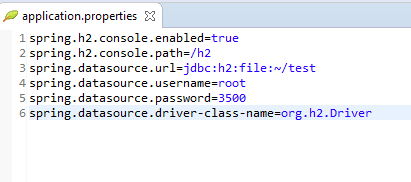 application.properties
1 spring.h2.console.enabled=true
2 spring.h2.console.path=/h2
3 spring.datasource.url=jdbc:h2:file:~/test
4 spring.datasource.username=root
5 spring.datasource.password=3500
6 spring.datasource.driver-class-name=org.h2.Driver